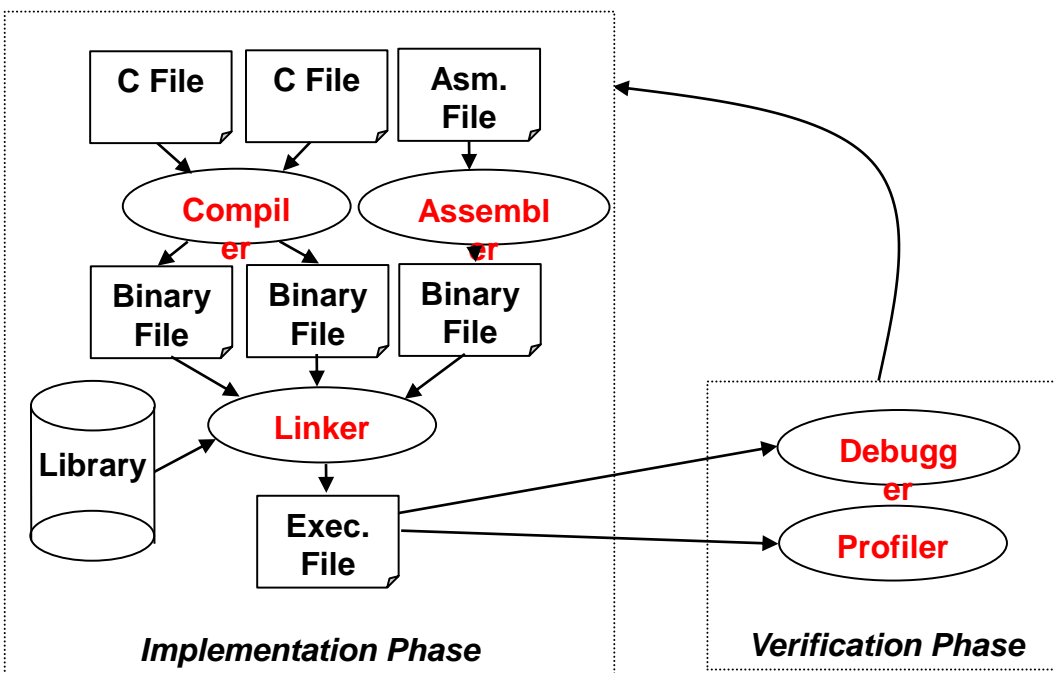 C File
C File
Asm.
File
Compil
er
Assembl
er
Binary
File
Binary
File
Binary
File
Linker
Library
Exec.
File
Debugg
er
Profiler
Implementation Phase
Verification Phase